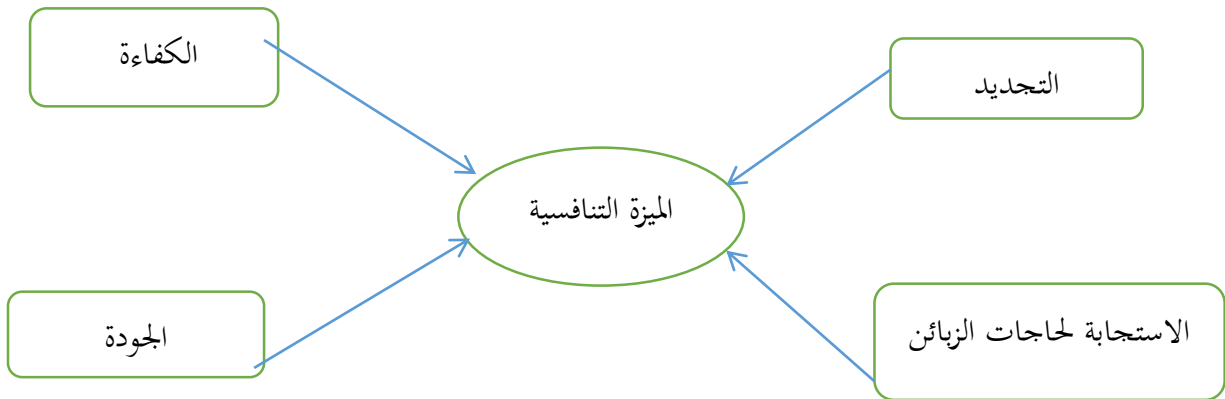 الكفاءة
التجديد
الميزة التنافسية
الجودة
الاستجابة لحاجات الزبائن